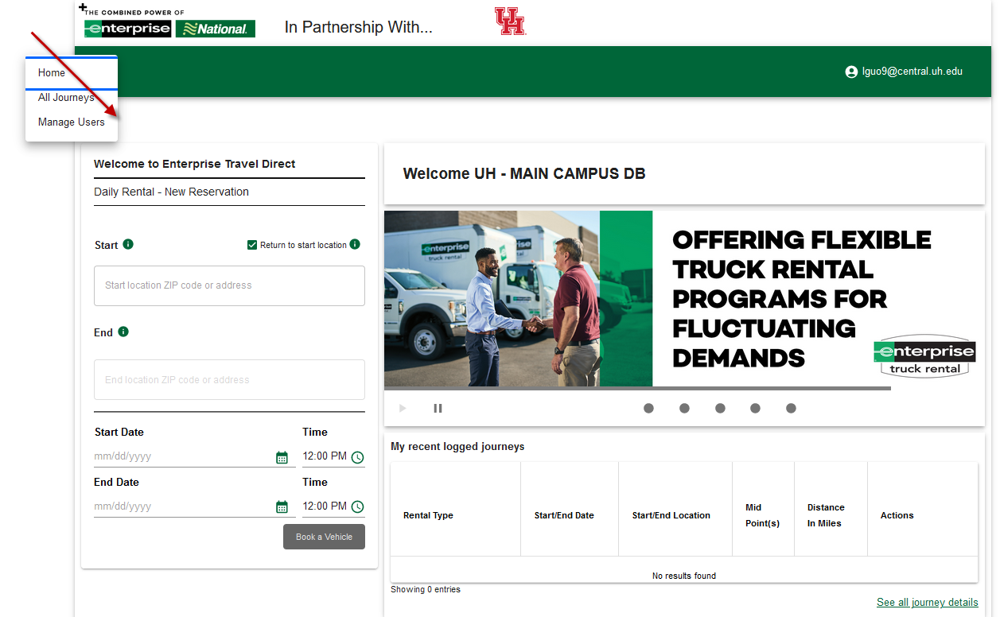 THE COMBINED POWER OF
enterprise National.
In Partnership With...
UH
lguo9@central.uh.edu
Home
All Journeys
Manage Users
Welcome to Enterprise Travel Direct
Daily Rental - New Reservation
Start
Return to start location
Start location ZIP code or address
End
End location ZIP code or address
Start Date Time
mm/dd/yyyy 12:00 PM
End Date Time
mm/dd/yyyy 12:00 PM
Book a Vehicle
Welcome UH - MAIN CAMPUS DB
enterprise
truck rental
OFFERING FLEXIBLE
TRUCK RENTAL
PROGRAMS FOR
FLUCTUATING
DEMANDS
enterprise
truck rental
My recent logged journeys
Rental Type Start/End Date Start/End Location Mid Point(s) Distance In Miles Actions
No results found
Showing 0 entries
See all journey details